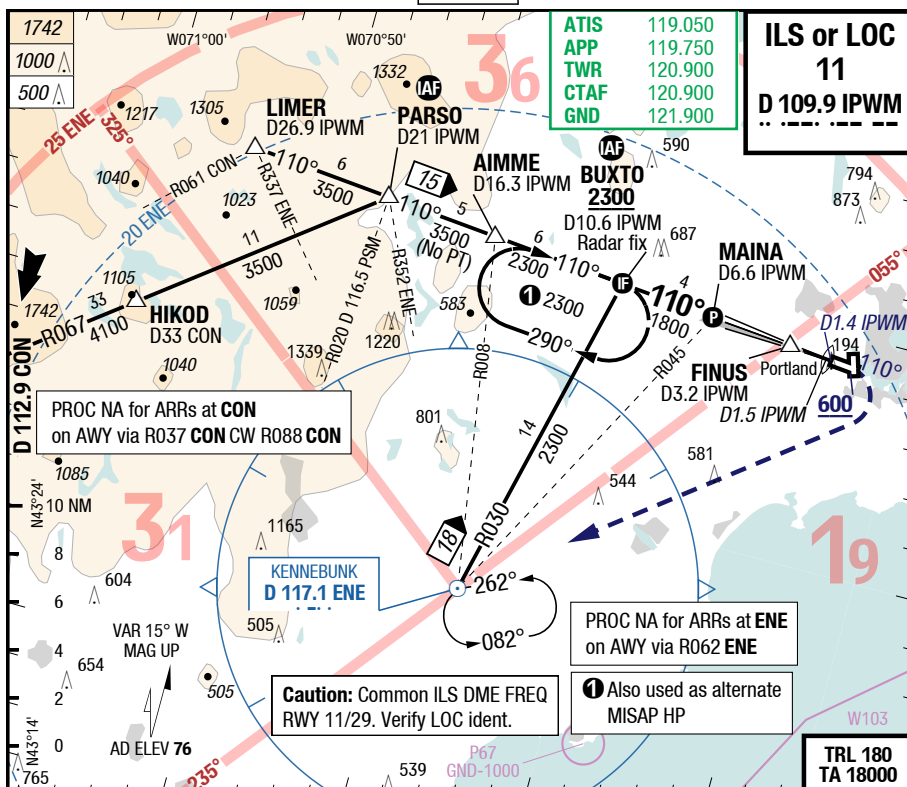 1742
1000
500
W071°00'
W070°50'
ATIS 119.050
APP 119.750
TWR 120.900
CTAF 120.900
GND 121.900
ILS or LOC
11
D 109.9 IPWM
36
1332
IAF
PARSO
D21 IPWM
1217
1305
LIMER
D26.9 IPWM
25 ENE
325°
110°
6
3500
R061 CON
R337 ENE
1040
1023
20 ENE
11
3500
15
AIMME
D16.3 IPWM
110°
5
3500
(No PT)
IAF
BUXTO
2300
D10.6 IPWM
Radar fix
590
794
873
687
MAINA
D6.6 IPWM
055°
6
2300
110°
IF
4
110°
1800
P
1 2300
290°
583
1105
1742
33
R067
4100
HIKOD
D33 CON
1059
1040
1339
1220
R020 D 116.5 PSM
R352 ENE
R008
R045
D 112.9 CON
FINUS
D3.2 IPWM
Portland
D1.4 IPWM
194
110°
D1.5 IPWM
600
PROC NA for ARRs at CON
on AWY via R037 CON CW R088 CON
801
14
2300
581
544
1085
N43°24'
10 NM
8
6
4
2
0
N43°14'
31
1165
18
R030
19
604
KENNEBUNK
D 117.1 ENE
262°
082°
505
VAR 15° W
MAG UP
654
505
AD ELEV 76
PROC NA for ARRs at ENE
on AWY via R062 ENE
Caution: Common ILS DME FREQ
RWY 11/29. Verify LOC ident.
1 Also used as alternate
MISAP HP
W103
P67
GND-1000
235°
765
539
TRL 180
TA 18000